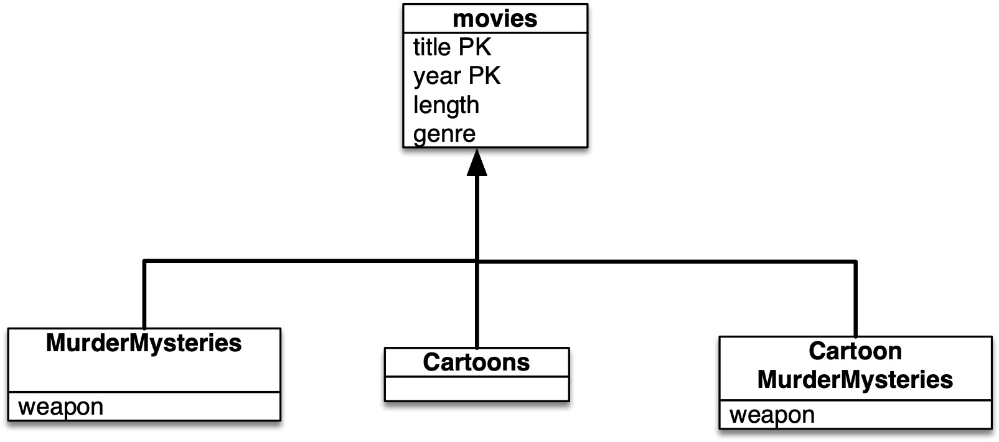 movies
title PK
year PK
length
genre
MurderMysteries
weapon
Cartoons
Cartoon
MurderMysteries
weapon